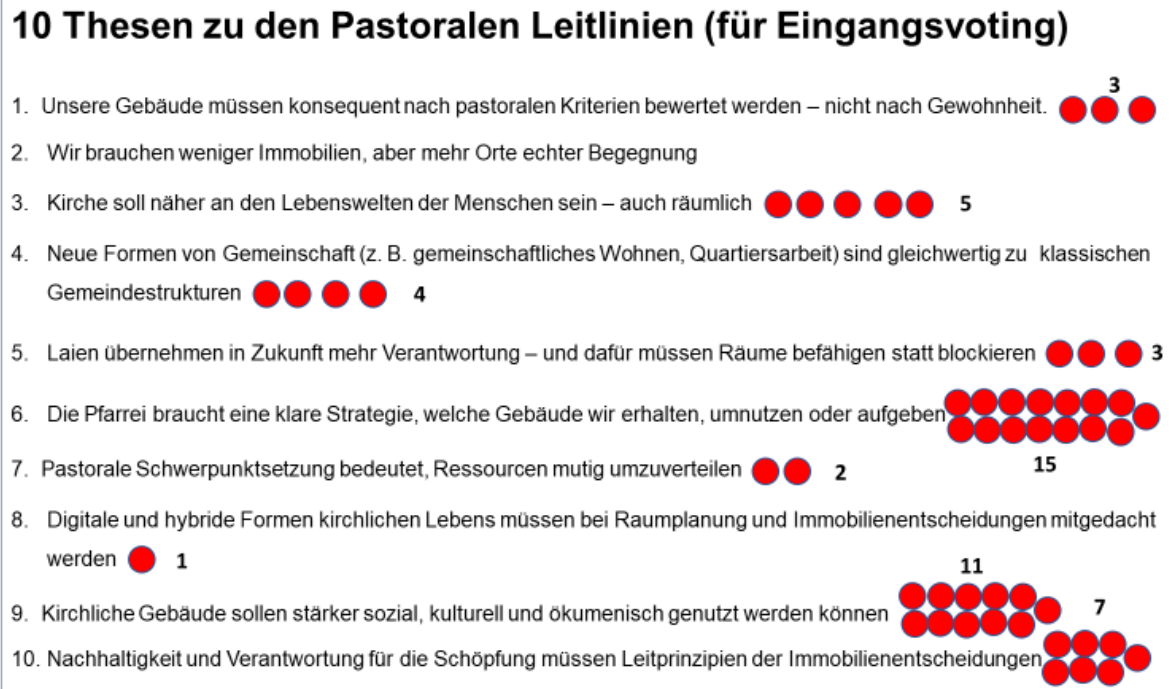 10 Thesen zu den Pastoralen Leitlinien (für Eingangsvoting)
3
1. Unsere Gebäude müssen konsequent nach pastoralen Kriterien bewertet werden – nicht nach Gewohnheit.
2. Wir brauchen weniger Immobilien, aber mehr Orte echter Begegnung
3. Kirche soll näher an den Lebenswelten der Menschen sein – auch räumlich 5
4. Neue Formen von Gemeinschaft (z. B. gemeinschaftliches Wohnen, Quartiersarbeit) sind gleichwertig zu klassischen
Gemeindestrukturen 4
5. Laien übernehmen in Zukunft mehr Verantwortung – und dafür müssen Räume befähigen statt blockieren 3
6. Die Pfarrei braucht eine klare Strategie, welche Gebäude wir erhalten, umnutzen oder aufgeben
15
7. Pastorale Schwerpunktsetzung bedeutet, Ressourcen mutig umzuverteilen 2
8. Digitale und hybride Formen kirchlichen Lebens müssen bei Raumplanung und Immobilienentscheidungen mitgedacht
werden 1
11
9. Kirchliche Gebäude sollen stärker sozial, kulturell und ökumenisch genutzt werden können
7
10. Nachhaltigkeit und Verantwortung für die Schöpfung müssen Leitprinzipien der Immobilienentscheidungen